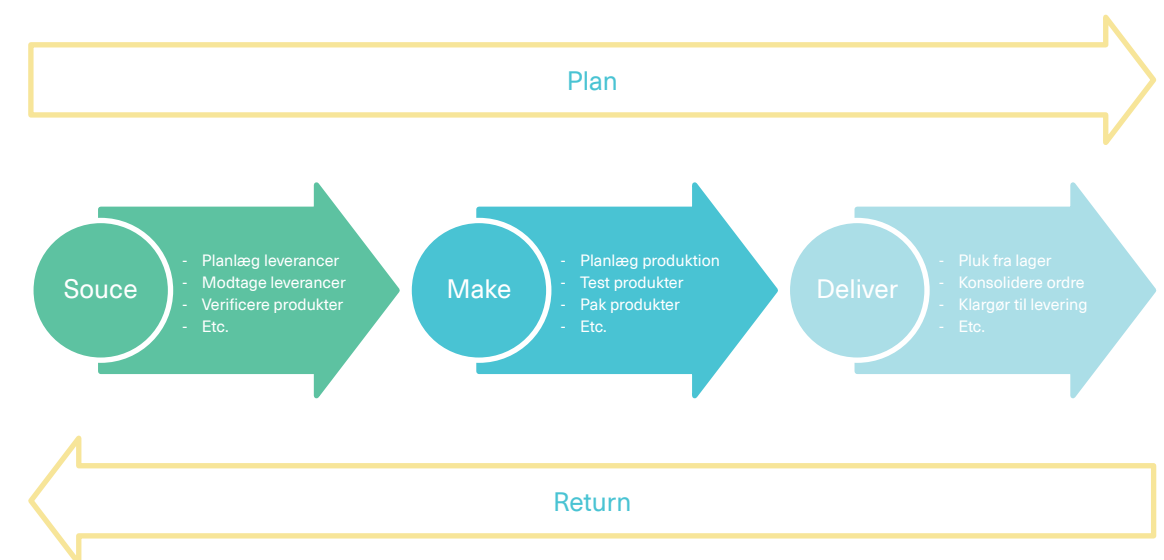 Plan
Souce
- Planlæg leverancer
- Modtage leverancer
- Verificere produkter
- Etc.
Make
- Planlæg produktion
- Test produkter
- Pak produkter
- Etc.
Deliver
- Pluk fra lager
- Konsolidere ordre
- Klargør til levering
- Etc.
Return